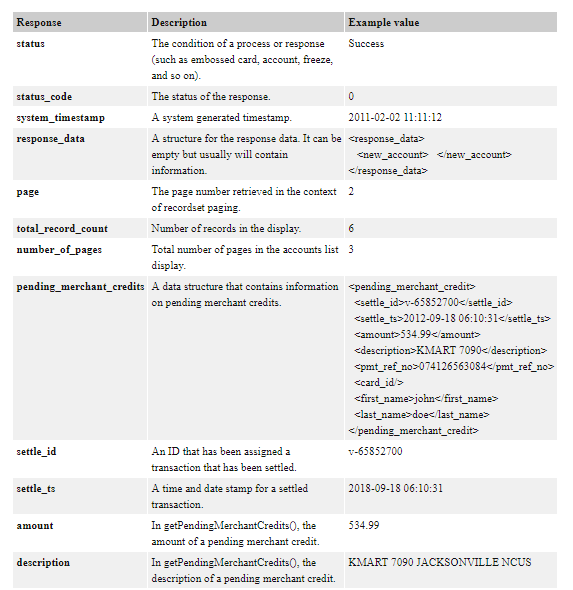 Response Description Example value
status The condition of a process or response Success
(such as embossed card, account, freeze,
and so on).
status_code The status of the response. 0
system_timestamp A system generated timestamp. 2011-02-02 11:11:12
response_data A structure for the response data. It can be <response_data>
empty but usually will contain <new_account> </new_account>
information. </response_data>
page The page number retrieved in the context 2
of recordset paging.
total_record_count Number of records in the display. 6
number_of_pages Total number of pages in the accounts list 3
display.
pending_merchant_credits A data structure that contains information <pending_merchant_credit>
on pending merchant credits. <settle_id>v-65852700</settle_id>
<settle_ts>2012-09-18 06:10:31</settle_ts>
<amount>534.99</amount>
<description>KMART 7090</description>
<pmt_ref_no>074126563084</pmt_ref_no>
<card_id/>
<first_name>john</first_name>
<last_name>doe</last_name>
</pending_merchant_credit>
settle_id An ID that has been assigned a v-65852700
transaction that has been settled.
settle_ts A time and date stamp for a settled 2018-09-18 06:10:31
transaction.
amount In getPendingMerchantCredits(), the 534.99
amount of a pending merchant credit.
description In getPendingMerchantCredits(), the KMART 7090 JACKSONVILLE NCUS
description of a pending merchant credit.